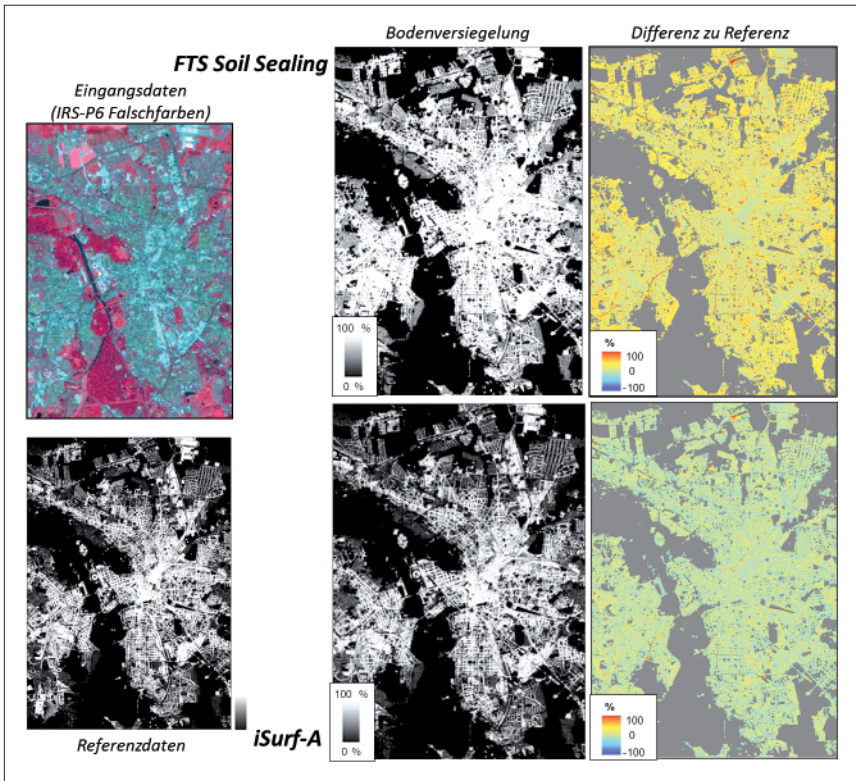 Bodenversiegelung
Differenz zu Referenz
FTS Soil Sealing
Eingangsdaten
(IRS-P6 Falschfarben)
100 %
0 %
%
100
0
-100
Referenzdaten
iSurf-A
100 %
0 %
%
100
0
-100